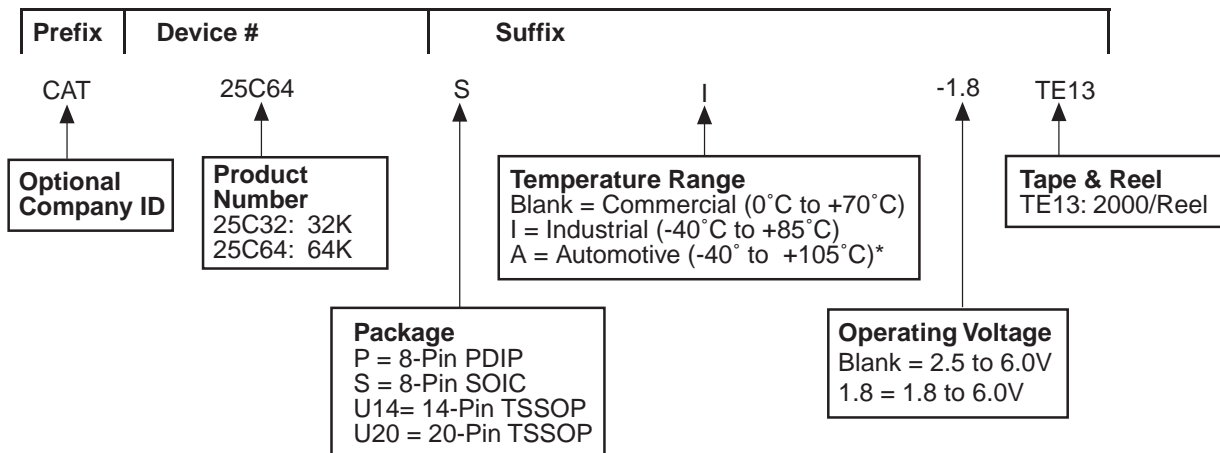 Prefix Device # Suffix
CAT 25C64 S I -1.8 TE13
Optional
Company ID
Product
Number
25C32: 32K
25C64: 64K
Temperature Range
Blank = Commercial (0˚C to +70˚C)
I = Industrial (-40˚C to +85˚C)
A = Automotive (-40˚ to +105˚C)*
Tape & Reel
TE13: 2000/Reel
Package
P = 8-Pin PDIP
S = 8-Pin SOIC
U14= 14-Pin TSSOP
U20 = 20-Pin TSSOP
Operating Voltage
Blank = 2.5 to 6.0V
1.8 = 1.8 to 6.0V